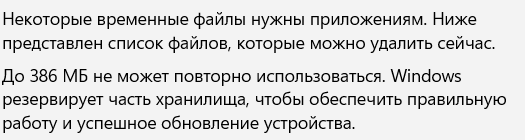 Некоторые временные файлы нужны приложениям. Ниже
представлен список файлов, которые можно удалить сейчас.
До 386 МБ не может повторно использоваться. Windows
резервирует часть хранилища, чтобы обеспечить правильную
работу и успешное обновление устройства.